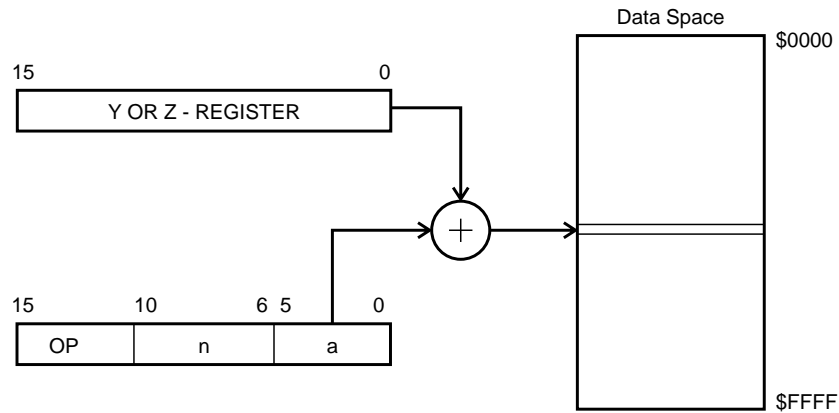 Data Space
$0000
15 0
Y OR Z - REGISTER
+
15 10 6 5 0
OP n a
$FFFF